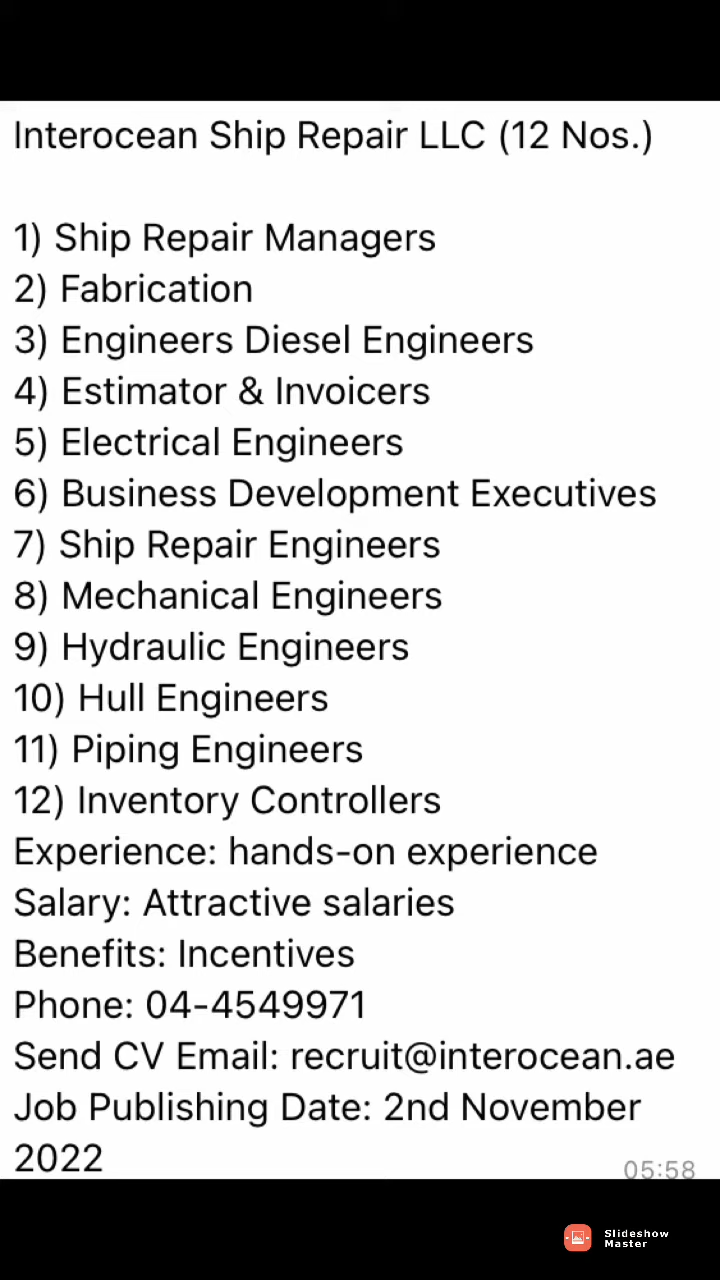 Interocean Ship Repair LLC (12 Nos.)
1) Ship Repair Managers
2) Fabrication
3) Engineers Diesel Engineers
4) Estimator & Invoicers
5) Electrical Engineers
6) Business Development Executives
7) Ship Repair Engineers
8) Mechanical Engineers
9) Hydraulic Engineers
10) Hull Engineers
11) Piping Engineers
12) Inventory Controllers
Experience: hands-on experience
Salary: Attractive salaries
Benefits: Incentives
Phone: 04-4549971
Send CV Email: recruit@interocean.ae
Job Publishing Date: 2nd November
2022
05:58
Slideshow
Master